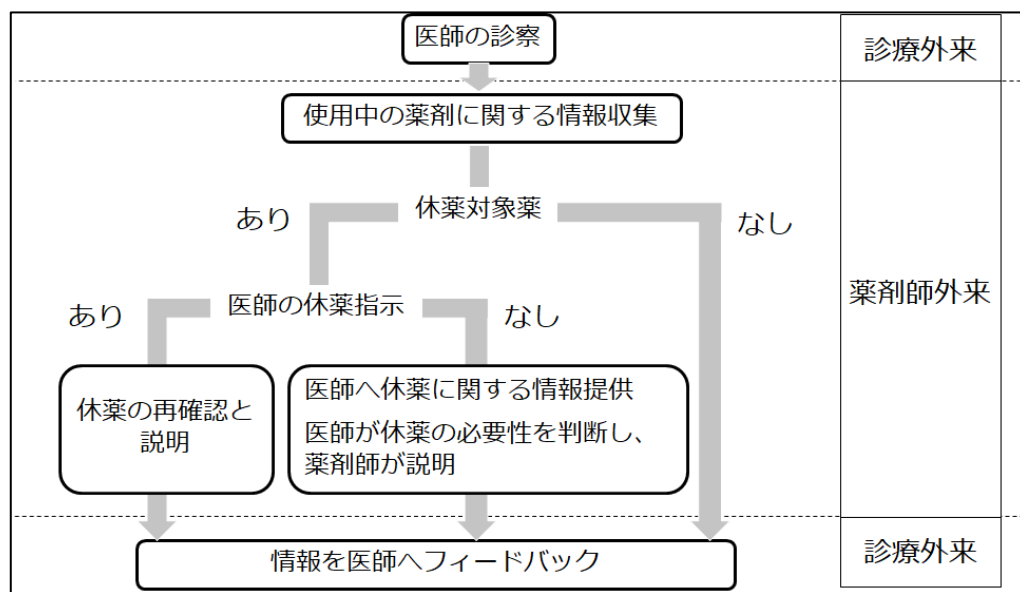 医師の診察
診療外来
使用中の薬剤に関する情報収集
休薬対象薬
あり
なし
薬剤師外来
医師の休薬指示
あり
なし
休薬の再確認と
説明
医師へ休薬に関する情報提供
医師が休薬の必要性を判断し、
薬剤師が説明
情報を医師へフィードバック
診療外来